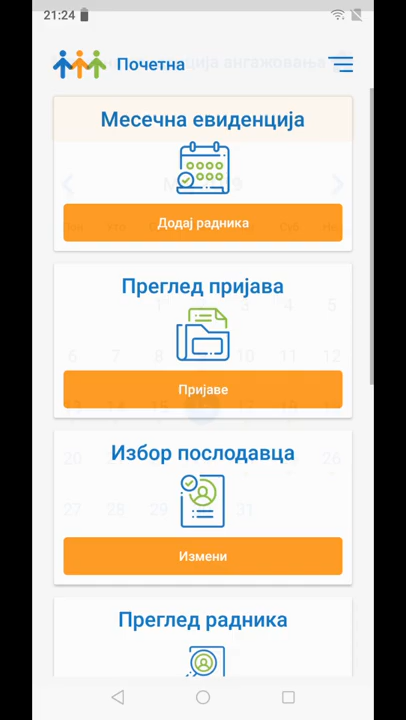 21:24
Почетна
Месечна евиденција
Додај радника
Преглед пријава
Пријаве
Избор послодавца
Измени
Преглед радника